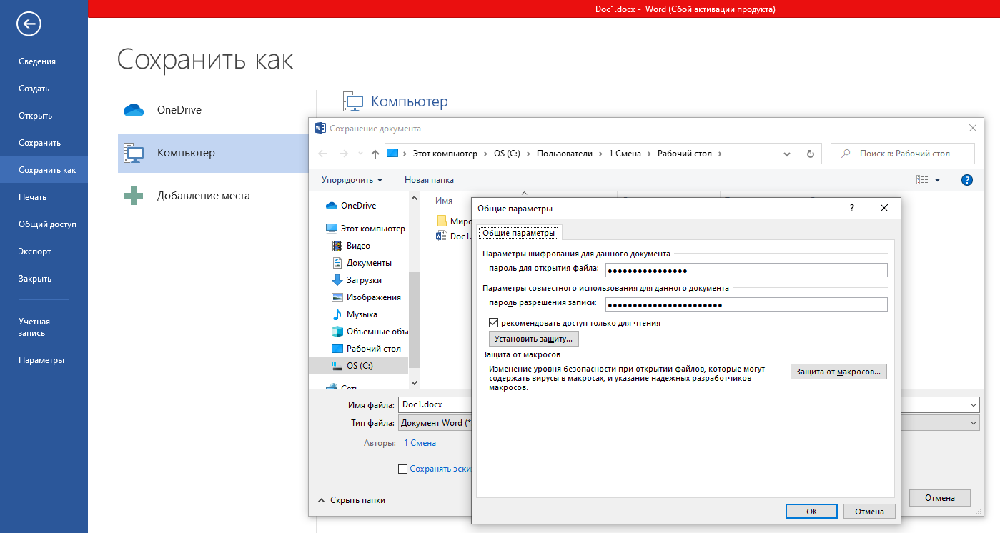 Doc1.docx - Word (Сбой активации продукта)
Сведения
Создать
Открыть
Сохранить
Сохранить как
Печать
Общий доступ
Экспорт
Закрыть
Учетная
запись
Параметры
Сохранить как
OneDrive
Компьютер
Добавление места
Компьютер
Сохранение документа
Этот компьютер › OS (C:) › Пользователи › 1 Смена › Рабочий стол ›
Поиск в: Рабочий стол
Упорядочить
Новая папка
?
OneDrive
Этот компьютер
Видео
Документы
Загрузки
Изображения
Музыка
Объемные объ
Рабочий стол
OS (C:)
Сеть
Имя
Миро
Doc1.
Имя файла: Doc1.docx
Тип файла: Документ Word (*
Авторы: 1 Смена
Сохранять эски
Скрыть папки
Отмена
Общие параметры
?
Общие параметры
Параметры шифрования для данного документа
пароль для открытия файла: ●●●●●●●●●●●●●●●●
Параметры совместного использования для данного документа
пароль разрешения записи: ●●●●●●●●●●●●●●●●●●●●●●●
рекомендовать доступ только для чтения
Установить защиту...
Защита от макросов
Изменение уровня безопасности при открытии файлов, которые могут
содержать вирусы в макросах, и указание надежных разработчиков
макросов.
Защита от макросов...
ОК
Отмена